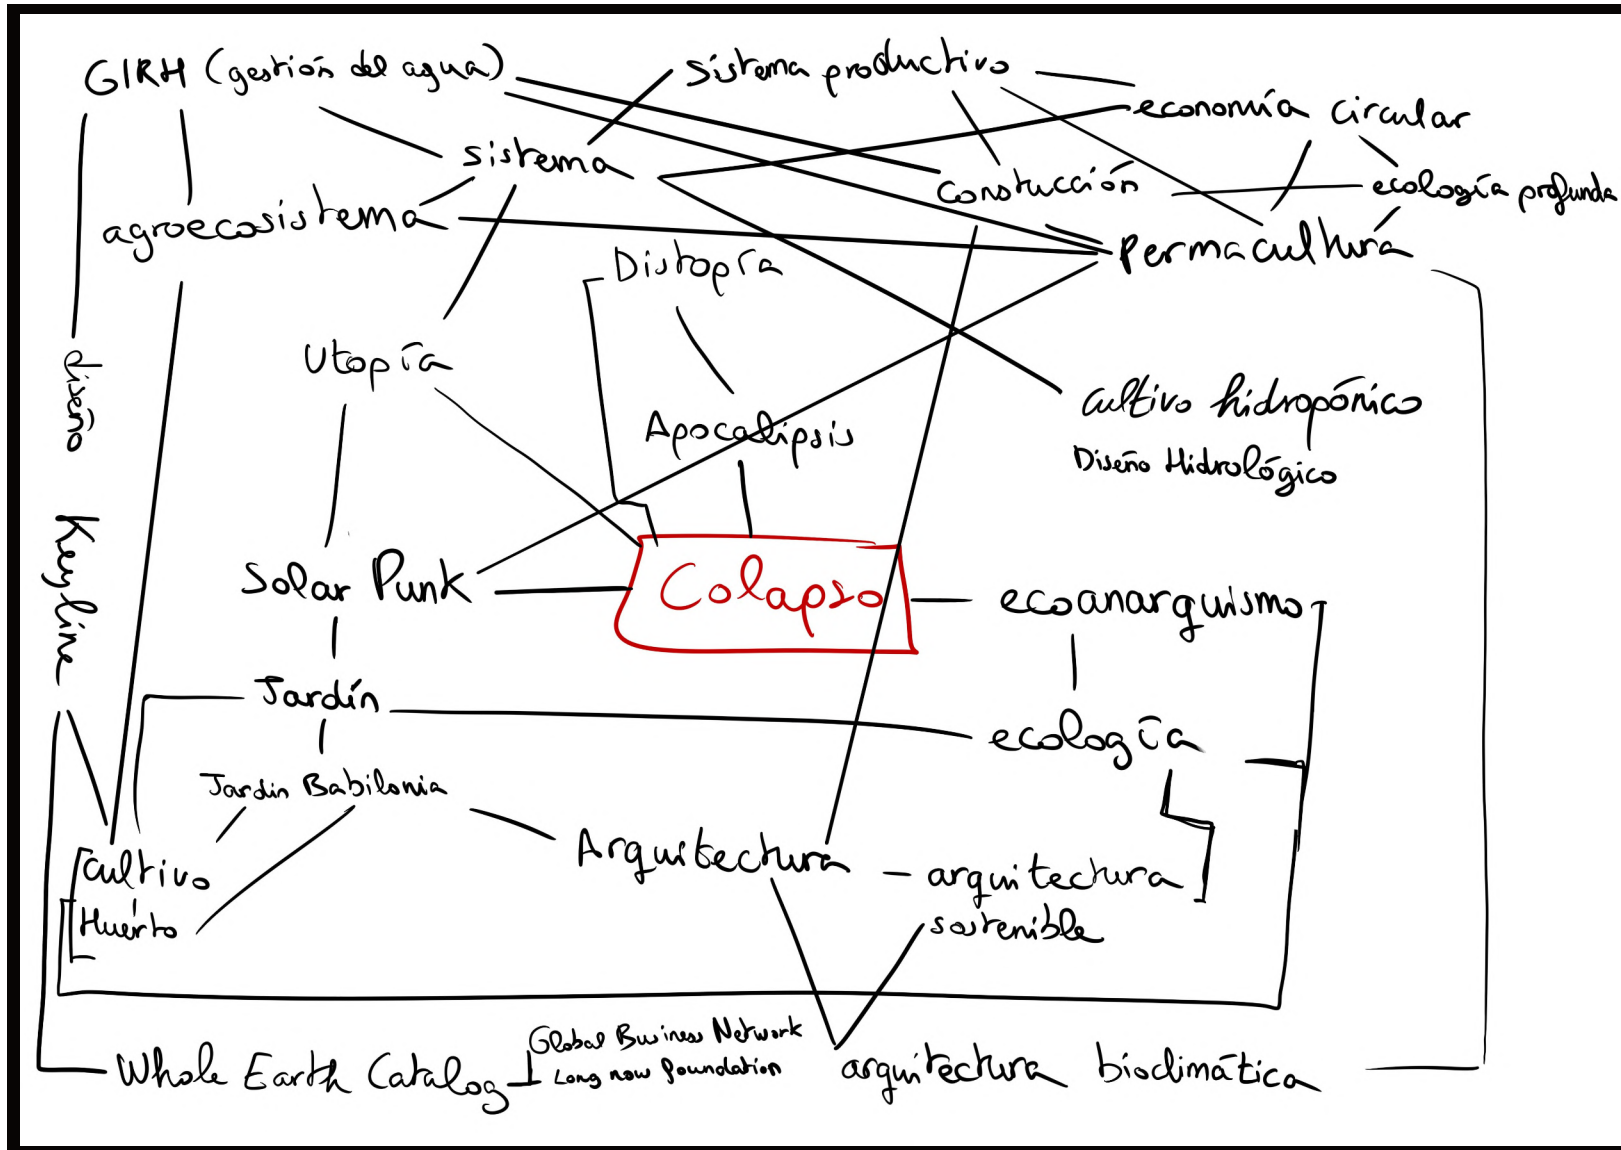 GIRH (gestión del agua)
sistema productivo
economía circular
sistema
Constucción
ecología profunda
agroecosistema
Permacultura
Distopía
Utopía
diseño
Keyline
Apocalipsis
cultivo hidropónico
Diseño Hidrológico
Solar Punk
Colapso
ecoanarquismo
Jardín
ecología
Jardin Babilonia
Arquitectura
arquitectura
sostenible
cultivo
Huerto
Whole Earth Catalog
Global Business Network
Long now foundation
arquitectura bioclimática